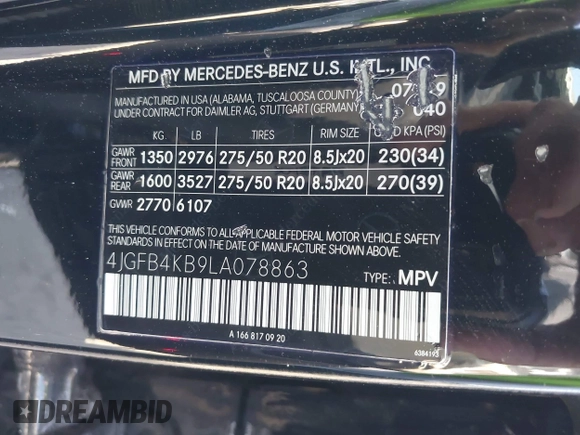 MFD BY MERCEDES-BENZ U.S. INTL., INC.
MANUFACTURED IN USA (ALABAMA, TUSCALOOSA COUNTY)
UNDER CONTRACT FOR DAIMLER AG, STUTTGART (GERMANY) 040
KG. LB TIRES RIM SIZE COLD KPA (PSI)
GAWR FRONT 1350 2976 275/50 R20 8.5Jx20 230(34)
GAWR REAR 1600 3527 275/50 R20 8.5Jx20 270(39)
GVWR 2770 6107
THIS VEHICLE CONFORMS TO ALL APPLICABLE FEDERAL MOTOR VEHICLE SAFETY
STANDARDS IN EFFECT ON THE DATE OF MANUFACTURE SHOWN ABOVE.
4JGFB4KB9LA078863 TYPE: MPV
A 166 817 09 20
6384193
DREAMBID